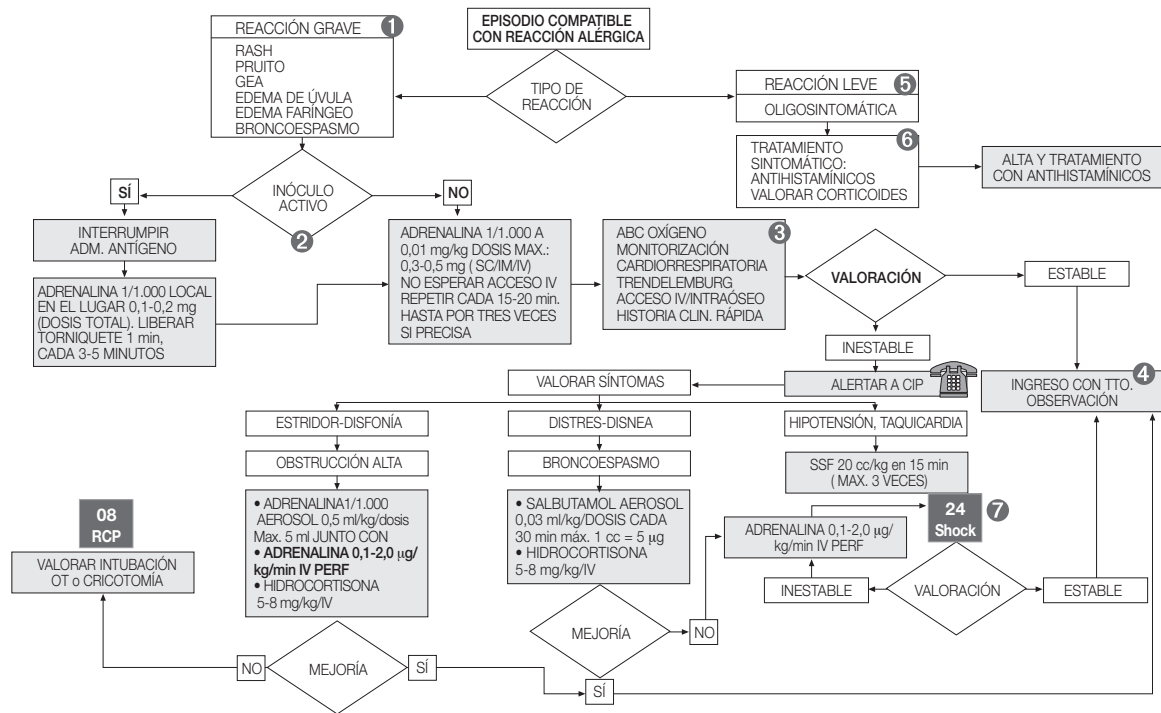 EPISODIO COMPATIBLE
CON REACCIÓN ALÉRGICA
TIPO DE
REACCIÓN
REACCIÓN GRAVE
1
RASH
PRUITO
GEA
EDEMA DE ÚVULA
EDEMA FARÍNGEO
BRONCOESPASMO
REACCIÓN LEVE
5
OLIGOSINTOMÁTICA
TRATAMIENTO
SINTOMÁTICO:
ANTIHISTAMÍNICOS
VALORAR CORTICOIDES
6
ALTA Y TRATAMIENTO
CON ANTIHISTAMÍNICOS
INÓCULO
ACTIVO
2
SÍ
NO
INTERRUMPIR
ADM. ANTÍGENO
ADRENALINA 1/1.000 LOCAL
EN EL LUGAR 0,1-0,2 mg
(DOSIS TOTAL). LIBERAR
TORNIQUETE 1 min,
CADA 3-5 MINUTOS
ADRENALINA 1/1.000 A
0,01 mg/kg DOSIS MAX.:
0,3-0,5 mg ( SC/IM/IV)
NO ESPERAR ACCESO IV
REPETIR CADA 15-20 min.
HASTA POR TRES VECES
SI PRECISA
ABC OXÍGENO
MONITORIZACIÓN
CARDIORRESPIRATORIA
TRENDELEMBURG
ACCESO IV/INTRAÓSEO
HISTORIA CLIN. RÁPIDA
3
VALORACIÓN
ESTABLE
INESTABLE
ALERTAR A CIP
INGRESO CON TTO.
OBSERVACIÓN
4
VALORAR SÍNTOMAS
ESTRIDOR-DISFONÍA
DISTRES-DISNEA
HIPOTENSIÓN, TAQUICARDIA
OBSTRUCCIÓN ALTA
BRONCOESPASMO
SSF 20 cc/kg en 15 min
( MAX. 3 VECES)
• ADRENALINA1/1.000
AEROSOL 0,5 ml/kg/dosis
Max. 5 ml JUNTO CON
• ADRENALINA 0,1-2,0 μg/
kg/min IV PERF
• HIDROCORTISONA
5-8 mg/kg/IV
• SALBUTAMOL AEROSOL
0,03 ml/kg/DOSIS CADA
30 min máx. 1 cc = 5 μg
• HIDROCORTISONA
5-8 mg/kg/IV
ADRENALINA 0,1-2,0 μg/
kg/min IV PERF
24
Shock
7
08
RCP
VALORAR INTUBACIÓN
OT o CRICOTOMÍA
INESTABLE
VALORACIÓN
ESTABLE
MEJORÍA
NO
SÍ
NO
MEJORÍA
SÍ